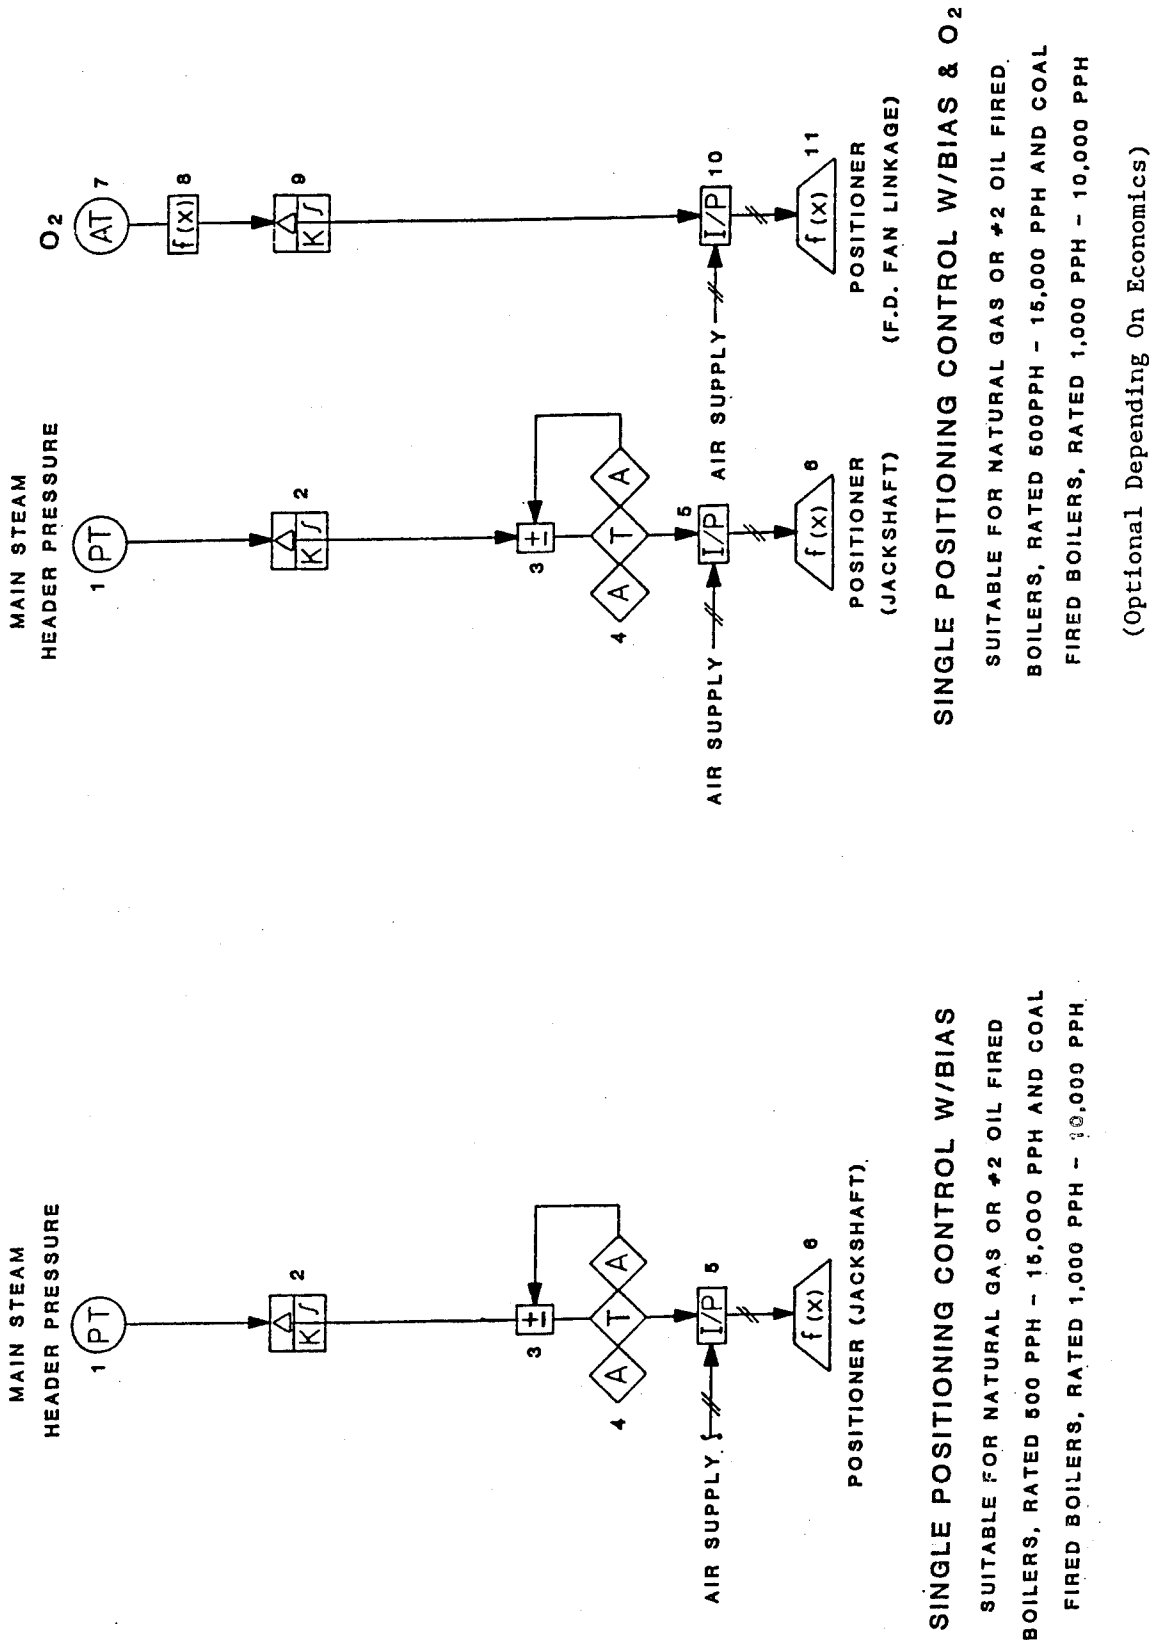 MAIN STEAM
HEADER PRESSURE
1
PT
K ∫
2
±
3
A T A
4
AIR SUPPLY
I/P
5
f(x)
6
POSITIONER (JACKSHAFT)
SINGLE POSITIONING CONTROL W/BIAS
SUITABLE FOR NATURAL GAS OR #2 OIL FIRED
BOILERS, RATED 500 PPH - 15,000 PPH AND COAL
FIRED BOILERS, RATED 1,000 PPH - 10,000 PPH
MAIN STEAM
HEADER PRESSURE
1
PT
K ∫
2
±
3
A T A
4
AIR SUPPLY
I/P
5
f(x)
6
POSITIONER
(JACKSHAFT)
O₂
AT
7
f(x)
8
K ∫
9
AIR SUPPLY
I/P
10
f(x)
11
POSITIONER
(F.D. FAN LINKAGE)
SINGLE POSITIONING CONTROL W/BIAS & O₂
SUITABLE FOR NATURAL GAS OR #2 OIL FIRED.
BOILERS, RATED 500PPH - 15,000 PPH AND COAL
FIRED BOILERS, RATED 1,000 PPH - 10,000 PPH
(Optional Depending On Economics)